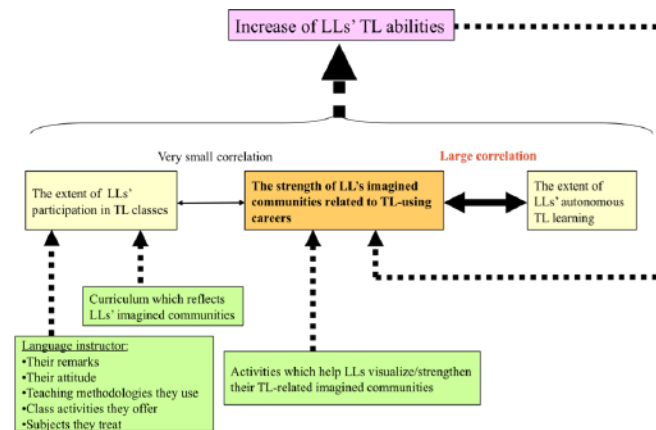 Increase of LLs' TL abilities
Very small correlation
Large correlation
The extent of LLs'
participation in TL classes
The strength of LL's imagined
communities related to TL-using
careers
The extent of
LLs' autonomous
TL learning
Curriculum which reflects
LLs' imagined communities
Language instructor:
•Their remarks
•Their attitude
•Teaching methodologies they use
•Class activities they offer
•Subjects they treat
Activities which help LLs visualize/strengthen
their TL-related imagined communities